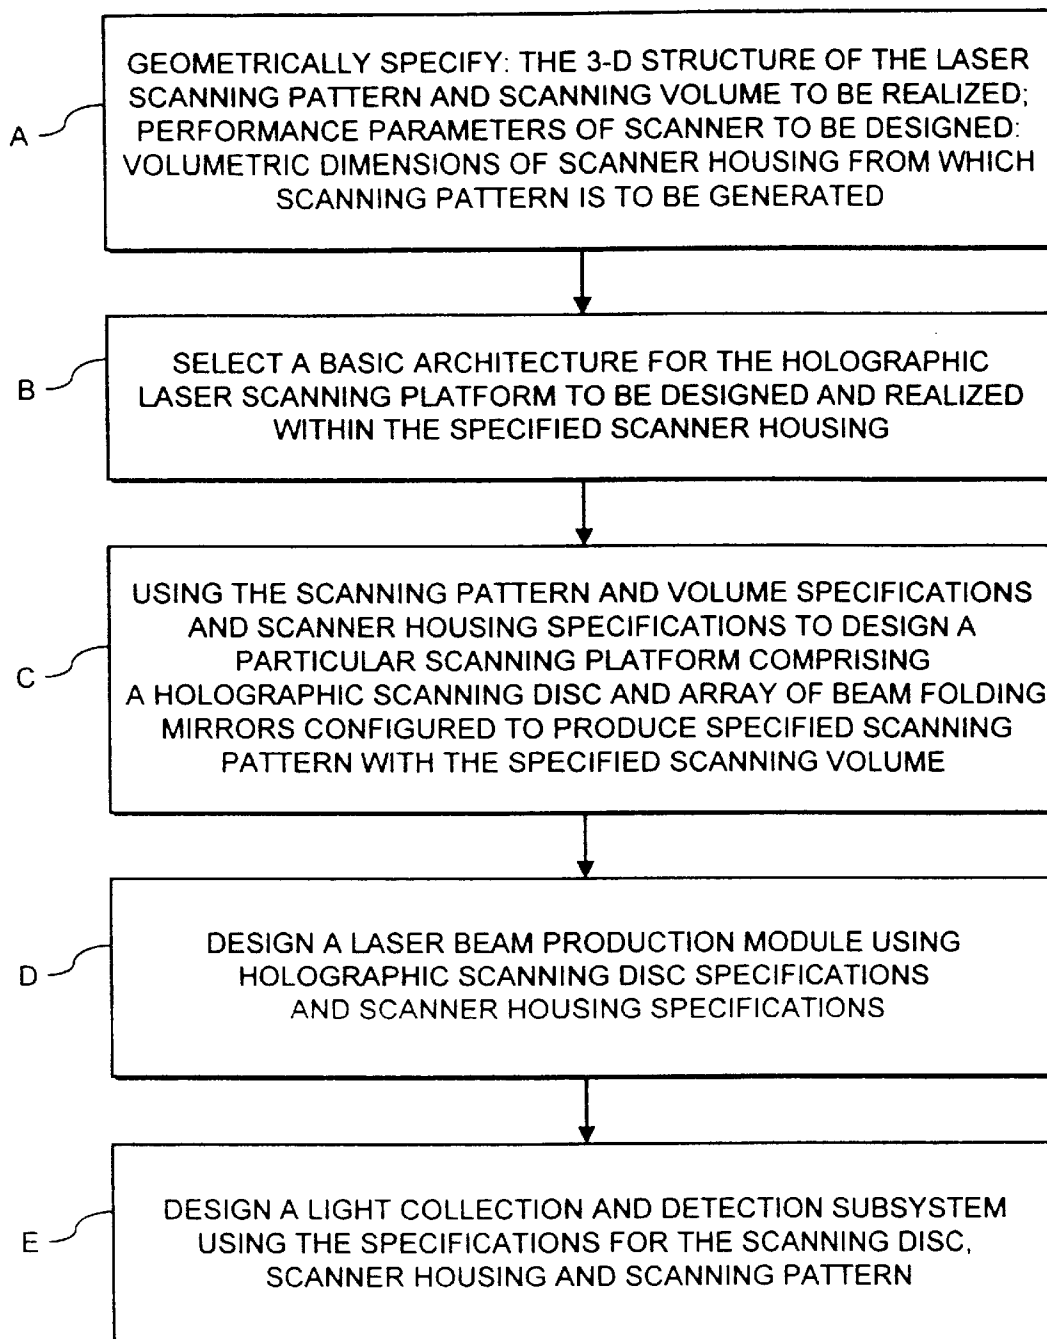 A
GEOMETRICALLY SPECIFY: THE 3-D STRUCTURE OF THE LASER
SCANNING PATTERN AND SCANNING VOLUME TO BE REALIZED;
PERFORMANCE PARAMETERS OF SCANNER TO BE DESIGNED:
VOLUMETRIC DIMENSIONS OF SCANNER HOUSING FROM WHICH
SCANNING PATTERN IS TO BE GENERATED
B
SELECT A BASIC ARCHITECTURE FOR THE HOLOGRAPHIC
LASER SCANNING PLATFORM TO BE DESIGNED AND REALIZED
WITHIN THE SPECIFIED SCANNER HOUSING
C
USING THE SCANNING PATTERN AND VOLUME SPECIFICATIONS
AND SCANNER HOUSING SPECIFICATIONS TO DESIGN A
PARTICULAR SCANNING PLATFORM COMPRISING
A HOLOGRAPHIC SCANNING DISC AND ARRAY OF BEAM FOLDING
MIRRORS CONFIGURED TO PRODUCE SPECIFIED SCANNING
PATTERN WITH THE SPECIFIED SCANNING VOLUME
D
DESIGN A LASER BEAM PRODUCTION MODULE USING
HOLOGRAPHIC SCANNING DISC SPECIFICATIONS
AND SCANNER HOUSING SPECIFICATIONS
E
DESIGN A LIGHT COLLECTION AND DETECTION SUBSYSTEM
USING THE SPECIFICATIONS FOR THE SCANNING DISC,
SCANNER HOUSING AND SCANNING PATTERN